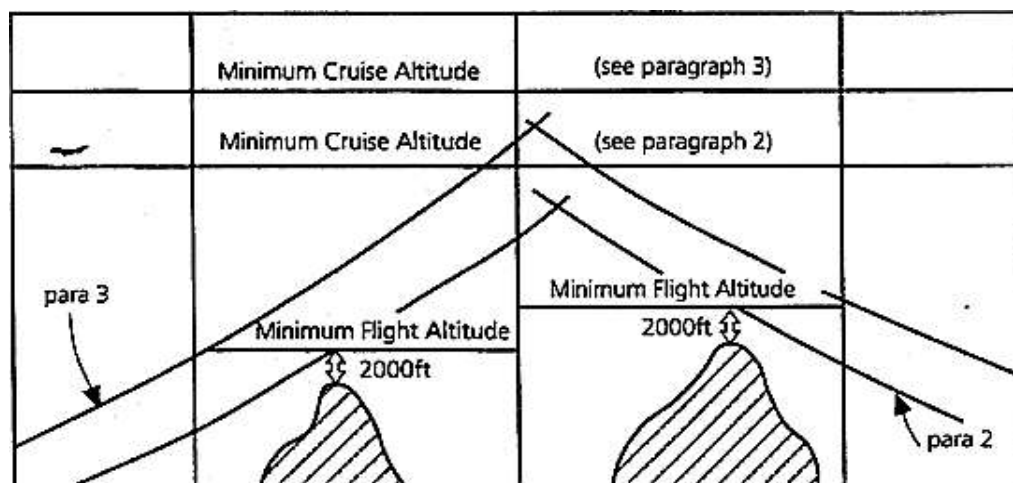 Minimum Cruise Altitude (see paragraph 3)
Minimum Cruise Altitude (see paragraph 2)
para 3
Minimum Flight Altitude
Minimum Flight Altitude
2000ft
2000ft
para 2